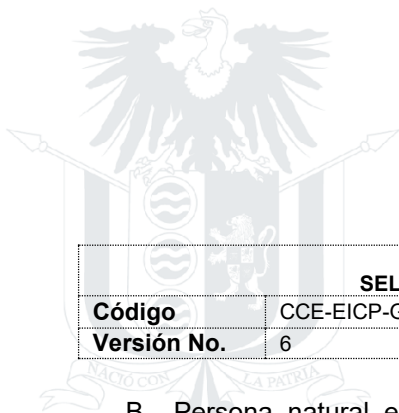 SEL
Código CCE-EICP-G
Versión No. 6
NACIÓ CON LA PATRIA
B. Persona natural e